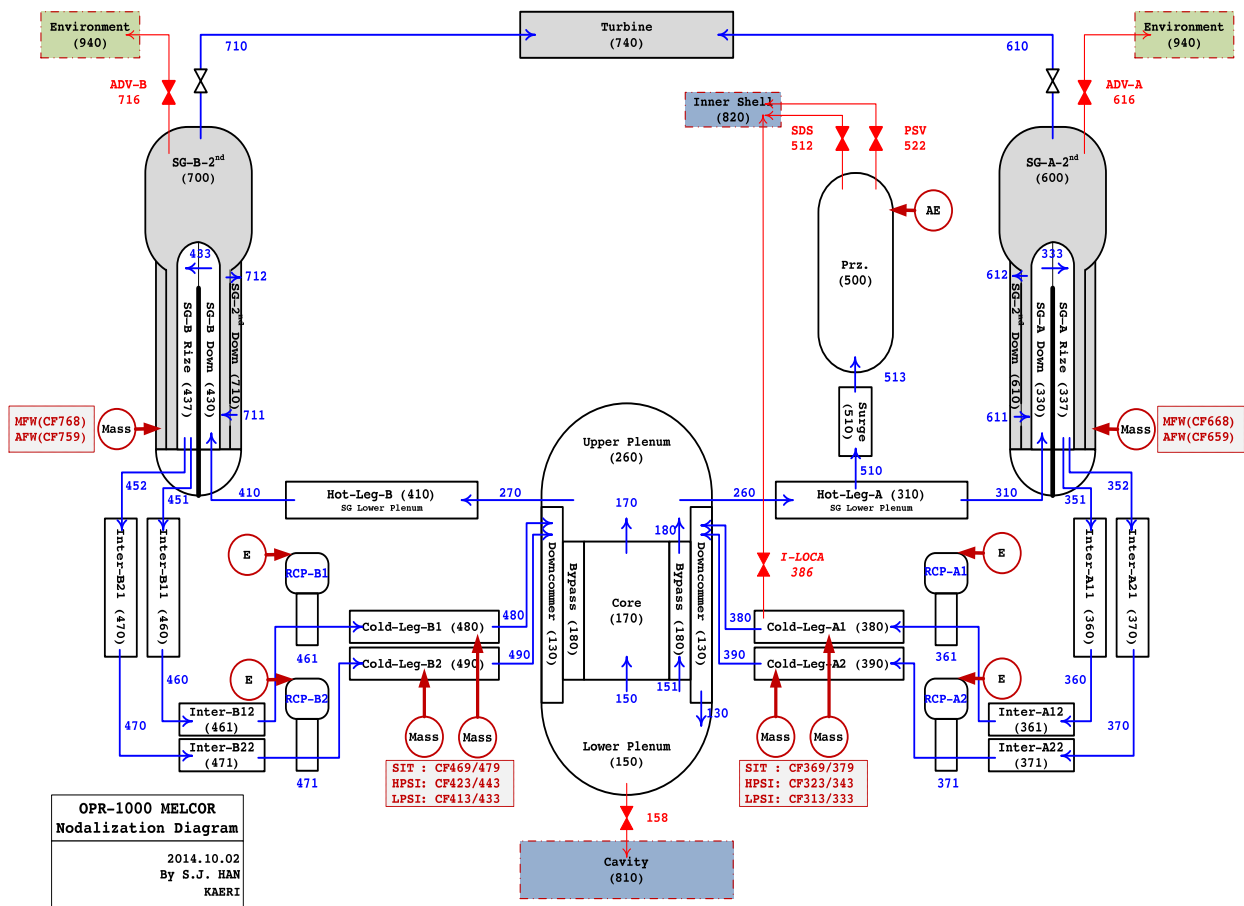 Environment
(940)
710
Turbine
(740)
610
Environment
(940)
ADV-B
716
ADV-A
616
Inner Shell
(820)
SDS
512
PSV
522
SG-B-2nd
(700)
SG-A-2nd
(600)
AE
Prz.
(500)
433
712
SG-B Rize (437)
SG-B Down (430)
SG-2nd Down (710)
711
333
612
SG-2nd Down (610)
SG-A Down (330)
SG-A Rize (337)
611
513
Surge
(510)
510
MFW(CF768)
AFW(CF759)
Mass
Mass
MFW(CF668)
AFW(CF659)
452
451
410
Hot-Leg-B (410)
SG Lower Plenum
270
Upper Plenum
(260)
260
Hot-Leg-A (310)
SG Lower Plenum
310
351
352
170
180
Inter-B21 (470)
Inter-B11 (460)
E
RCP-B1
Downcommer (130)
Bypass (180)
Core
(170)
Bypass (180)
Downcommer (130)
I-LOCA
386
RCP-A1
E
Inter-A11 (360)
Inter-A21 (370)
Cold-Leg-B1 (480)
480
380
Cold-Leg-A1 (380)
461
361
Cold-Leg-B2 (490)
490
390
Cold-Leg-A2 (390)
460
E
RCP-B2
150
151
130
RCP-A2
E
360
470
370
Inter-B12
(461)
Inter-A12
(361)
Inter-B22
(471)
Inter-A22
(371)
471
371
Mass
Mass
Mass
Mass
Lower Plenum
(150)
SIT : CF469/479
HPSI: CF423/443
LPSI: CF413/433
SIT : CF369/379
HPSI: CF323/343
LPSI: CF313/333
158
Cavity
(810)
OPR-1000 MELCOR
Nodalization Diagram
2014.10.02
By S.J. HAN
KAERI